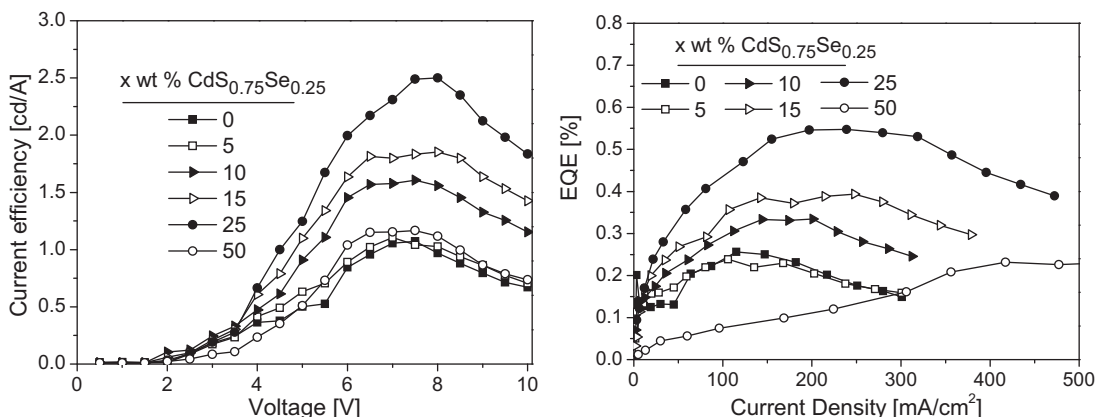 Current efficiency [cd/A]
3.0
2.5
2.0
1.5
1.0
0.5
0.0
x wt % CdS0.75Se0.25
0
5
10
15
25
50
0 2 4 6 8 10
Voltage [V]
EQE [%]
0.8
0.7
0.6
0.5
0.4
0.3
0.2
0.1
0.0
x wt % CdS0.75Se0.25
0 10 25
5 15 50
0 100 200 300 400 500
Current Density [mA/cm2]